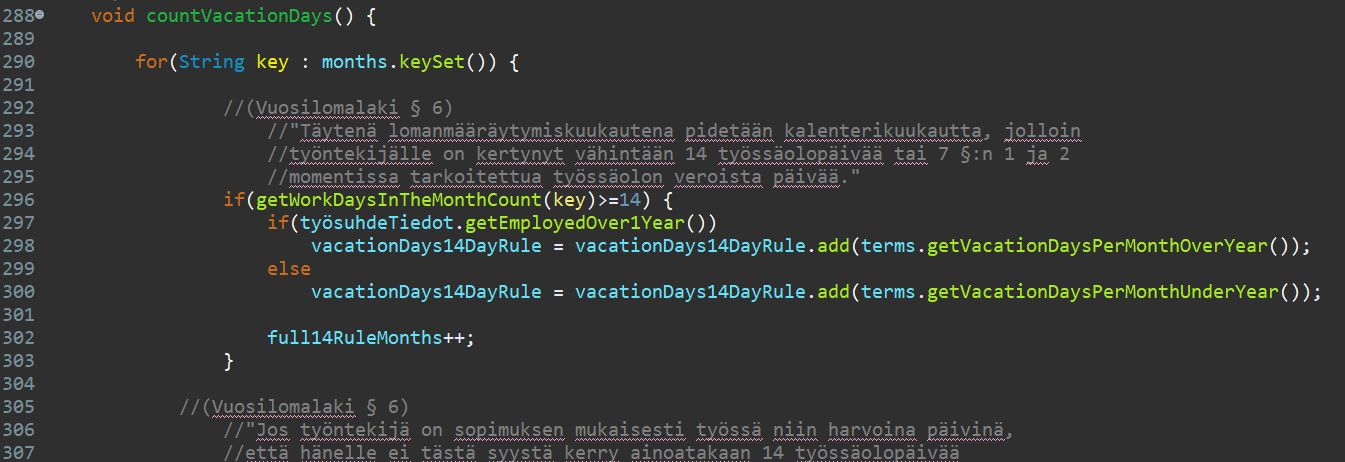 288 void countVacationDays() {
289
290 for(String key : months.keySet()) {
291
292 //(Vuosilomalaki § 6)
293 //"Täytenä lomanmääräytymiskuukautena pidetään kalenterikuukautta, jolloin
294 //työntekijälle on kertynyt vähintään 14 työssäolopäivää tai 7 §:n 1 ja 2
295 //momentissa tarkoitettua työssäolon veroista päivää."
296 if(getWorkDaysInTheMonthCount(key)>=14) {
297 if(työsuhdeTiedot.getEmployedOver1Year())
298 vacationDays14DayRule = vacationDays14DayRule.add(terms.getVacationDaysPerMonthOverYear());
299 else
300 vacationDays14DayRule = vacationDays14DayRule.add(terms.getVacationDaysPerMonthUnderYear());
301
302 full14RuleMonths++;
303 }
304
305 //(Vuosilomalaki § 6)
306 //"Jos työntekijä on sopimuksen mukaisesti työssä niin harvoina päivinä,
307 //että hänelle ei tästä syystä kerry ainoatakaan 14 työssäolopäivää